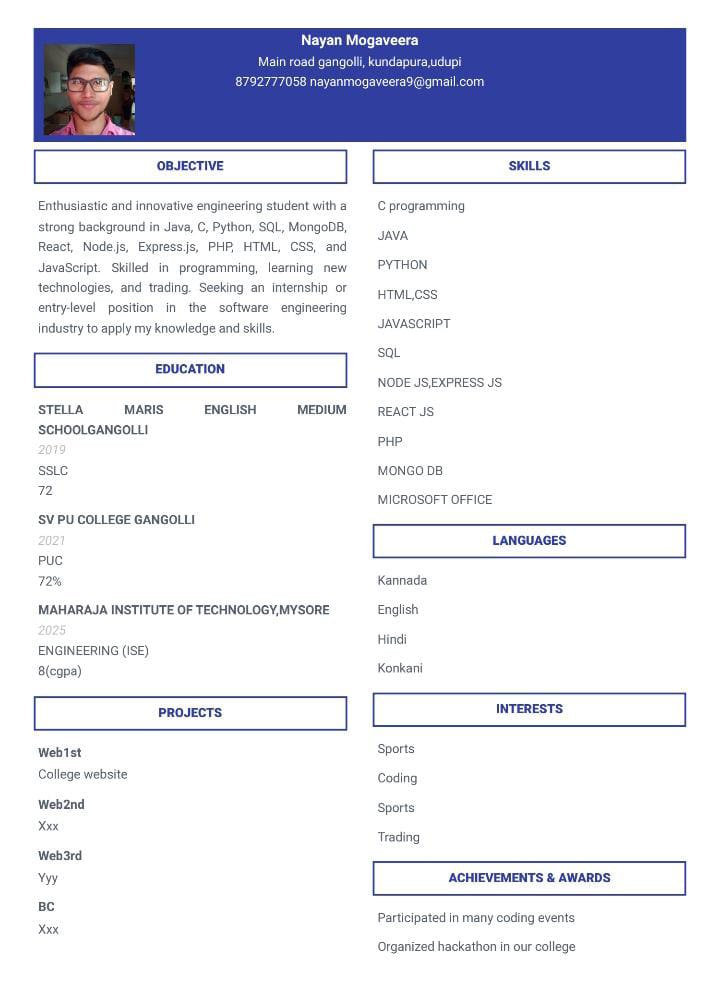 Nayan Mogaveera
Main road gangolli, kundapura,udupi
8792777058 nayanmogaveera9@gmail.com
OBJECTIVE
Enthusiastic and innovative engineering student with a
strong background in Java, C, Python, SQL, MongoDB,
React, Node.js, Express.js, PHP, HTML, CSS, and
JavaScript. Skilled in programming, learning new
technologies, and trading. Seeking an internship or
entry-level position in the software engineering
industry to apply my knowledge and skills.
EDUCATION
STELLA MARIS ENGLISH MEDIUM
SCHOOLGANGOLLI
2019
SSLC
72
SV PU COLLEGE GANGOLLI
2021
PUC
72%
MAHARAJA INSTITUTE OF TECHNOLOGY,MYSORE
2025
ENGINEERING (ISE)
8(cgpa)
PROJECTS
Web1st
College website
Web2nd
Xxx
Web3rd
Yyy
BC
Xxx
SKILLS
C programming
JAVA
PYTHON
HTML,CSS
JAVASCRIPT
SQL
NODE JS,EXPRESS JS
REACT JS
PHP
MONGO DB
MICROSOFT OFFICE
LANGUAGES
Kannada
English
Hindi
Konkani
INTERESTS
Sports
Coding
Sports
Trading
ACHIEVEMENTS & AWARDS
Participated in many coding events
Organized hackathon in our college